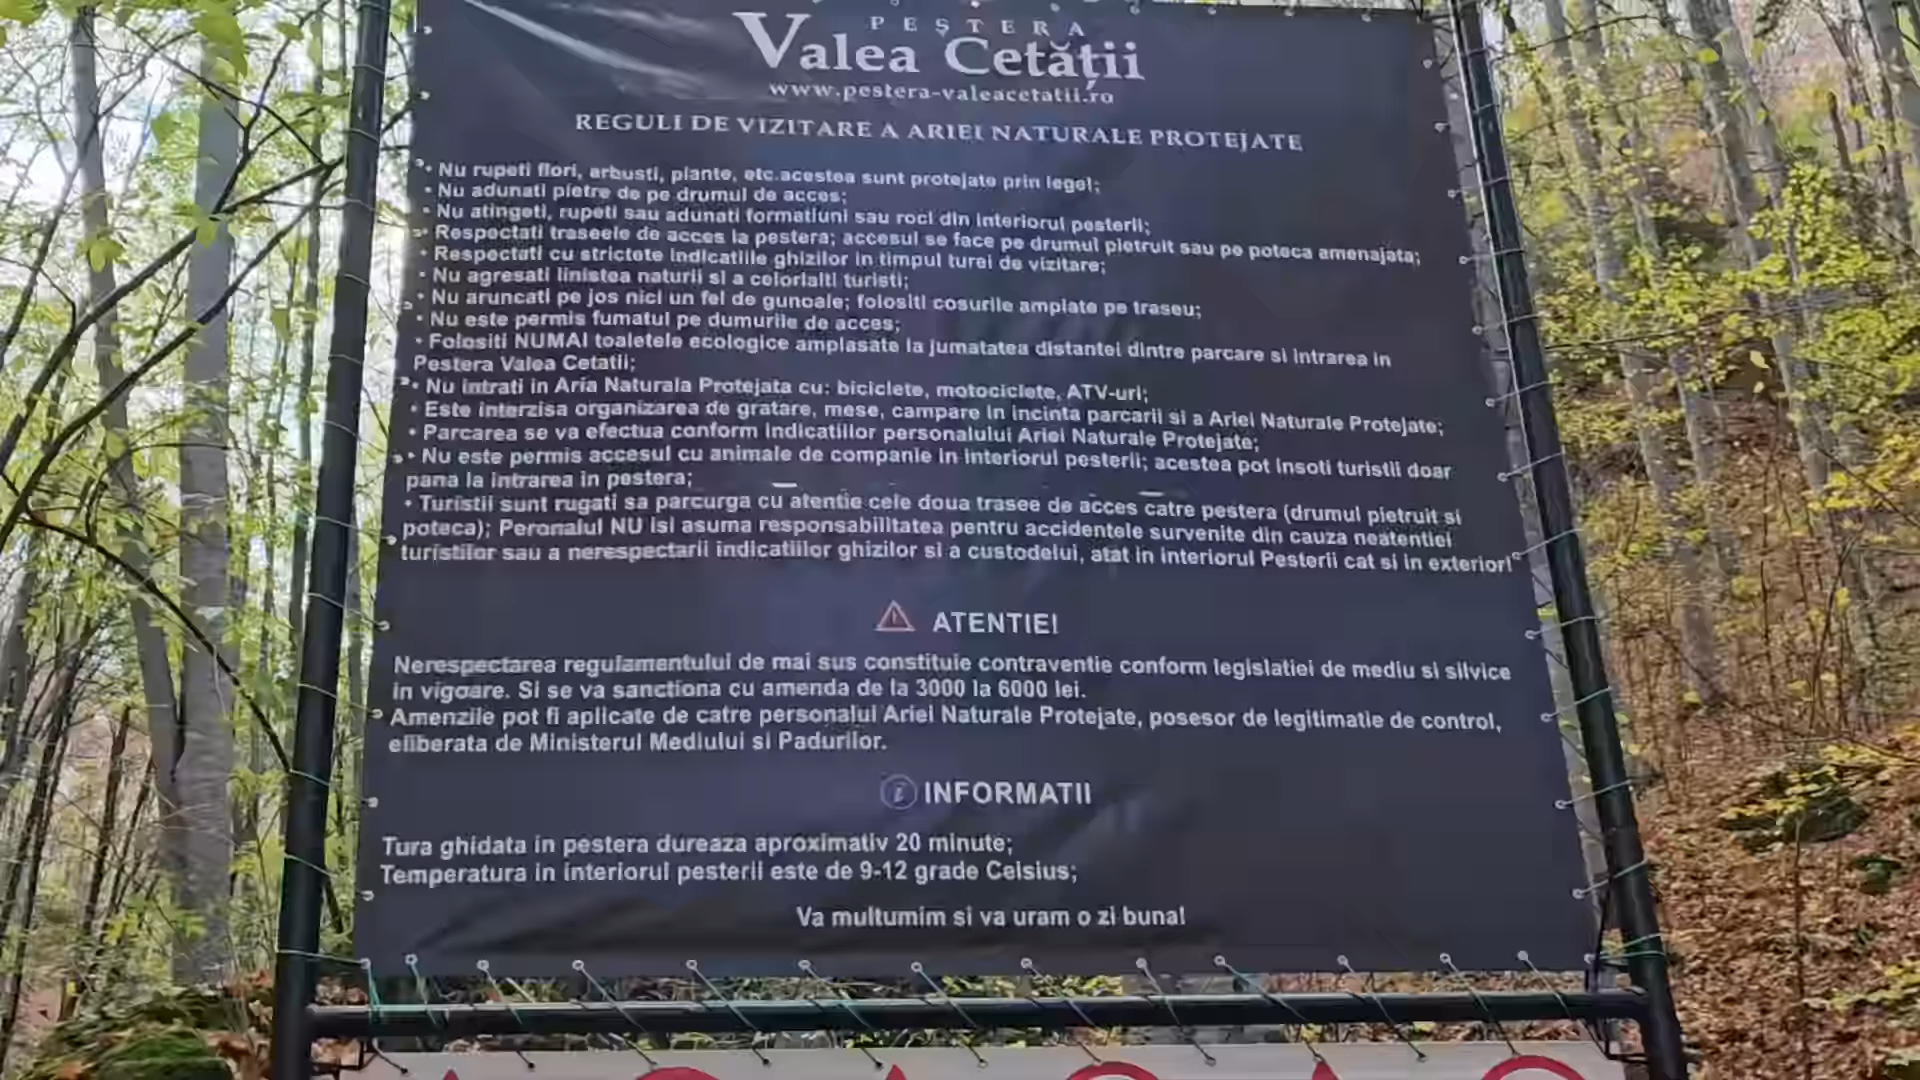 PEȘTERA
Valea Cetății
www.pestera-valeacetatii.ro
REGULI DE VIZITARE A ARIEI NATURALE PROTEJATE
• Nu rupeti flori, arbusti, plante, etc.acestea sunt protejate prin lege!;
• Nu adunati pietre de pe drumul de acces;
• Nu atingeti, rupeti sau adunati formatiuni sau roci din interiorul pesterii;
• Respectati traseele de acces la pestera; accesul se face pe drumul pietruit sau pe poteca amenajata;
• Respectati cu strictete indicatiile ghizilor in timpul turei de vizitare;
• Nu agresati linistea naturii si a celorlalti turisti;
• Nu aruncati pe jos nici un fel de gunoaie; folositi cosurile amplate pe traseu;
• Nu este permis fumatul pe dumurile de acces;
• Folositi NUMAI toaletele ecologice amplasate la jumatatea distantei dintre parcare si intrarea in
Pestera Valea Cetatii;
• Nu intrati in Aria Naturala Protejata cu: biciclete, motociclete, ATV-uri;
• Este interzisa organizarea de gratare, mese, campare in incinta parcarii si a Ariei Naturale Protejate;
• Parcarea se va efectua conform indicatiilor personalului Ariei Naturale Protejate;
• Nu este permis accesul cu animale de companie in interiorul pesterii; acestea pot insoti turistii doar
pana la intrarea in pestera;
• Turistii sunt rugati sa parcurga cu atentie cele doua trasee de acces catre pestera (drumul pietruit si
poteca); Peronalul NU isi asuma responsabilitatea pentru accidentele survenite din cauza neatentiei
turistilor sau a nerespectarii indicatiilor ghizilor si a custodelui, atat in interiorul Pesterii cat si in exterior!
ATENTIE!
Nerespectarea regulamentului de mai sus constituie contraventie conform legislatiei de mediu si silvice
in vigoare. Si se va sanctiona cu amenda de la 3000 la 6000 lei.
Amenzile pot fi aplicate de catre personalul Ariei Naturale Protejate, posesor de legitimatie de control,
eliberata de Ministerul Mediului si Padurilor.
INFORMATII
Tura ghidata in pestera dureaza aproximativ 20 minute;
Temperatura in interiorul pesterii este de 9-12 grade Celsius;
Va multumim si va uram o zi buna!